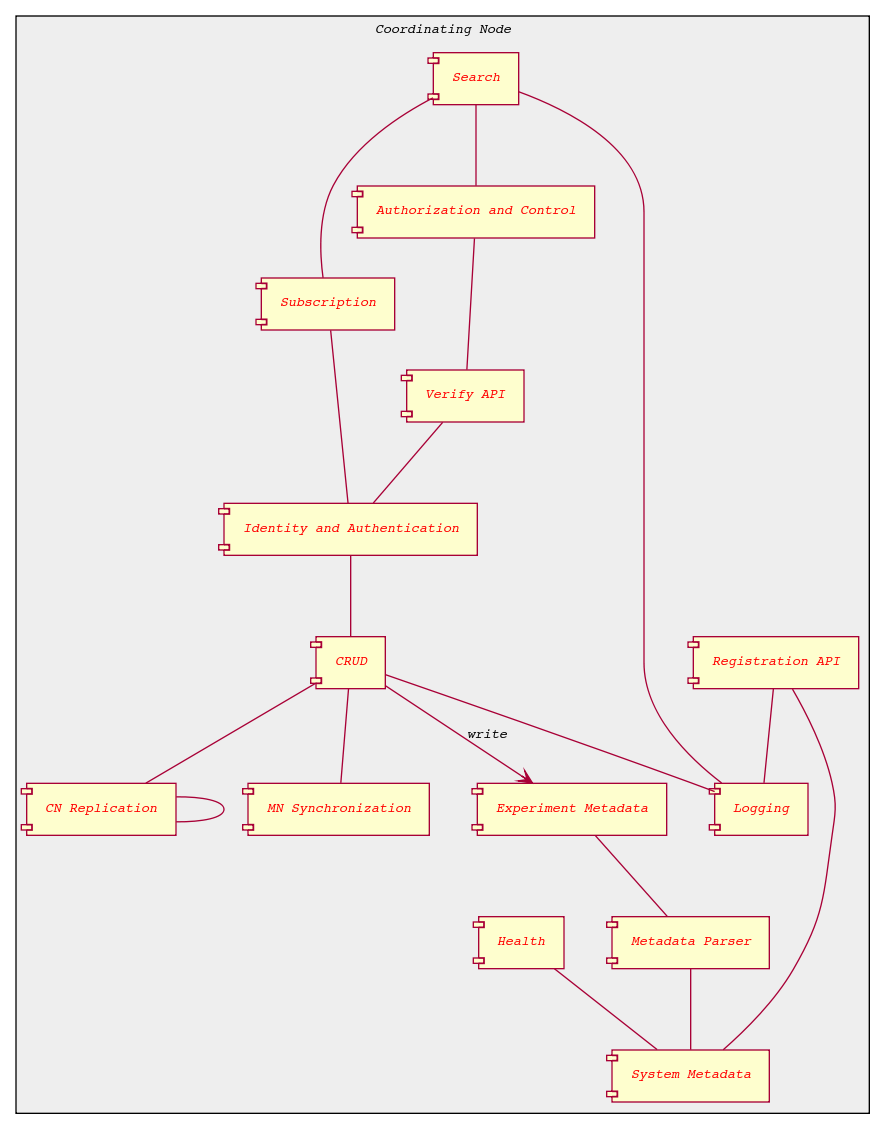 Coordinating Node
Search
Authorization and Control
Subscription
Verify API
Identity and Authentication
CRUD
Registration API
write
CN Replication
MN Synchronization
Experiment Metadata
Logging
Health
Metadata Parser
System Metadata